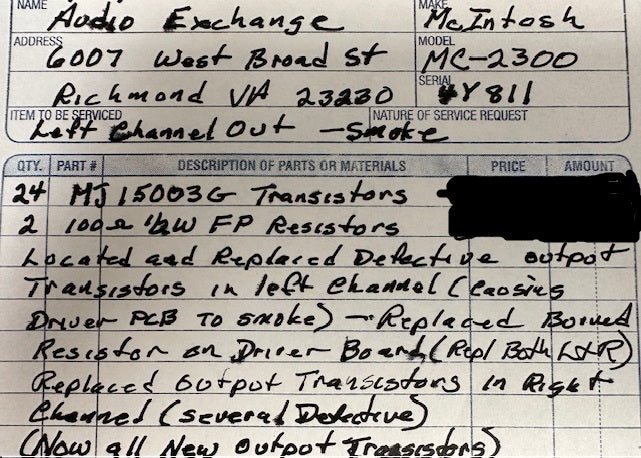 NAME Audio Exchange MAKE McIntosh
ADDRESS 6007 West Broad St MODEL MC-2300
Richmond VA 23230 SERIAL #Y811
ITEM TO BE SERVICED NATURE OF SERVICE REQUEST
Left Channel Out - Smoke
QTY. PART # DESCRIPTION OF PARTS OR MATERIALS PRICE AMOUNT
24 MJ15003G Transistors
2 100Ω 1/2W FP Resistors
Located and Replaced Defective output
Transistors in left Channel (Causing
Driver PCB To smoke) - Replaced Burned
Resistor on Driver Board (Repl Both L&R)
Replaced output Transistors in Right
Channel (several Defective)
(Now all New Output Transistors)